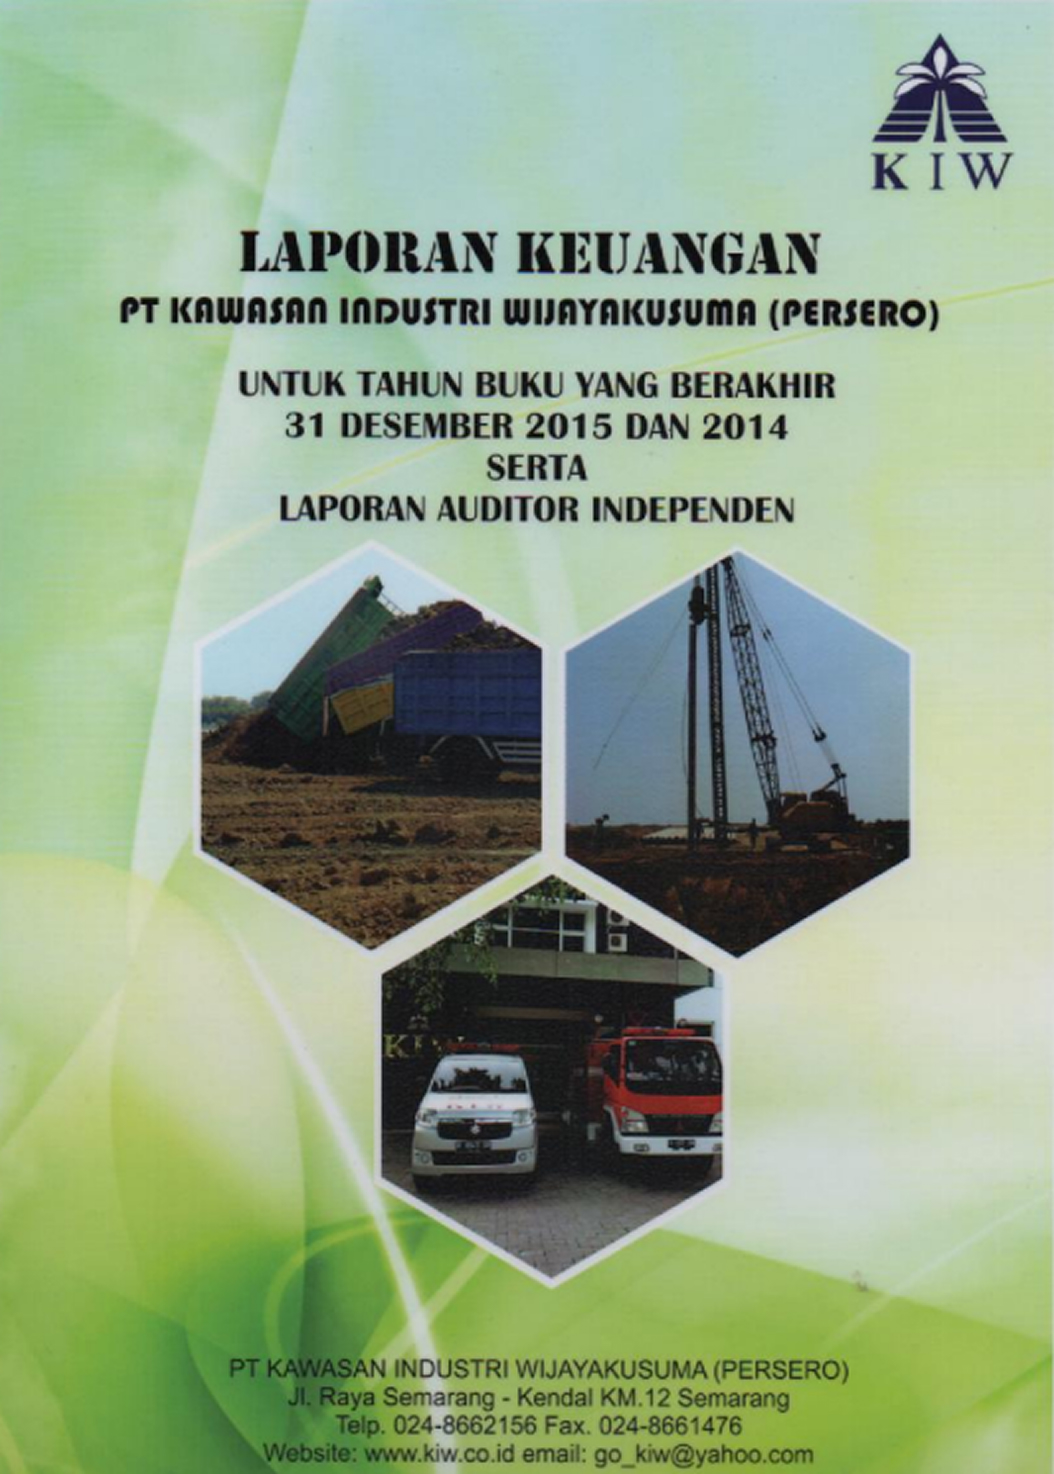 KIW
LAPORAN KEUANGAN
PT KAWASAN INDUSTRI WIJAYAKUSUMA (PERSERO)
UNTUK TAHUN BUKU YANG BERAKHIR
31 DESEMBER 2015 DAN 2014
SERTA
LAPORAN AUDITOR INDEPENDEN
PT KAWASAN INDUSTRI WIJAYAKUSUMA (PERSERO)
Jl. Raya Semarang - Kendal KM.12 Semarang
Telp. 024-8662156 Fax. 024-8661476
Website: www.kiw.co.id email: go_kiw@yahoo.com